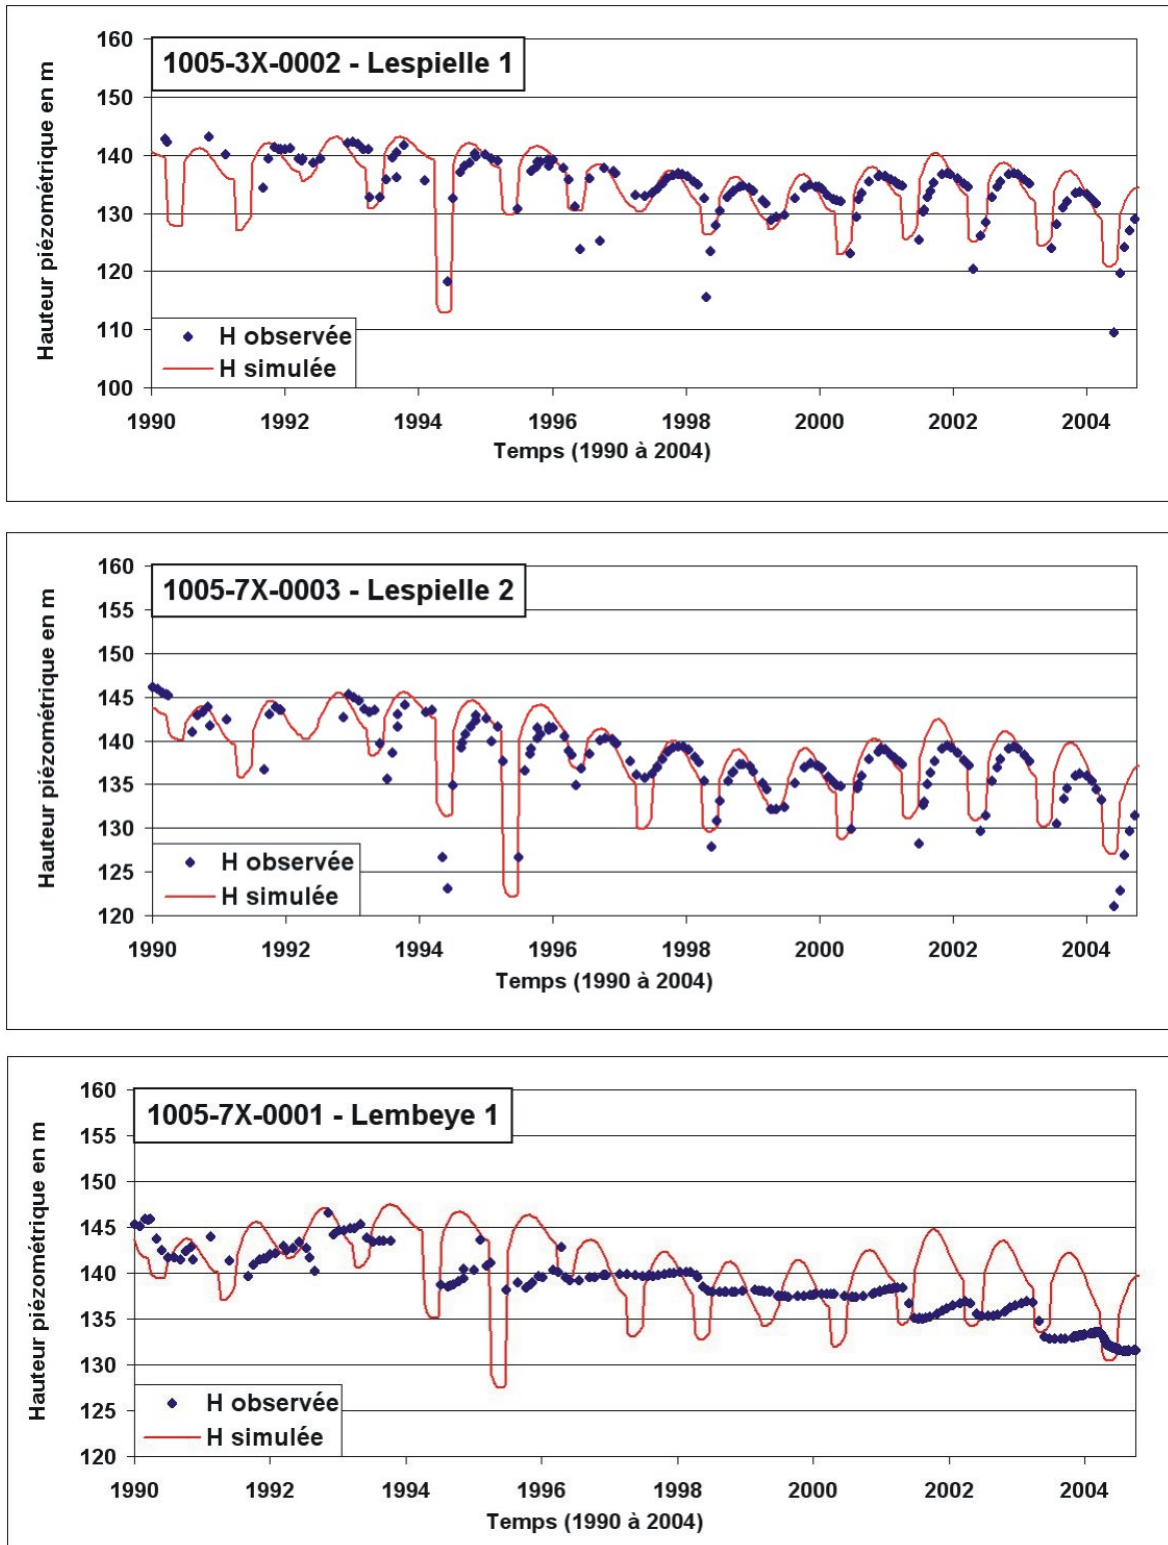 1005-3X-0002 - Lespielle 1
Hauteur piézométrique en m
160
150
140
130
120
110
100
H observée
H simulée
1990 1992 1994 1996 1998 2000 2002 2004
Temps (1990 à 2004)
1005-7X-0003 - Lespielle 2
Hauteur piézométrique en m
160
155
150
145
140
135
130
125
120
H observée
H simulée
1990 1992 1994 1996 1998 2000 2002 2004
Temps (1990 à 2004)
1005-7X-0001 - Lembeye 1
Hauteur piézométrique en m
160
155
150
145
140
135
130
125
120
H observée
H simulée
1990 1992 1994 1996 1998 2000 2002 2004
Temps (1990 à 2004)